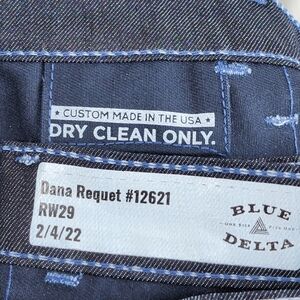 ★ CUSTOM MADE IN THE USA ★
DRY CLEAN ONLY.
Dana Requet #12621
RW29
2/4/22
BLUE
DELTA